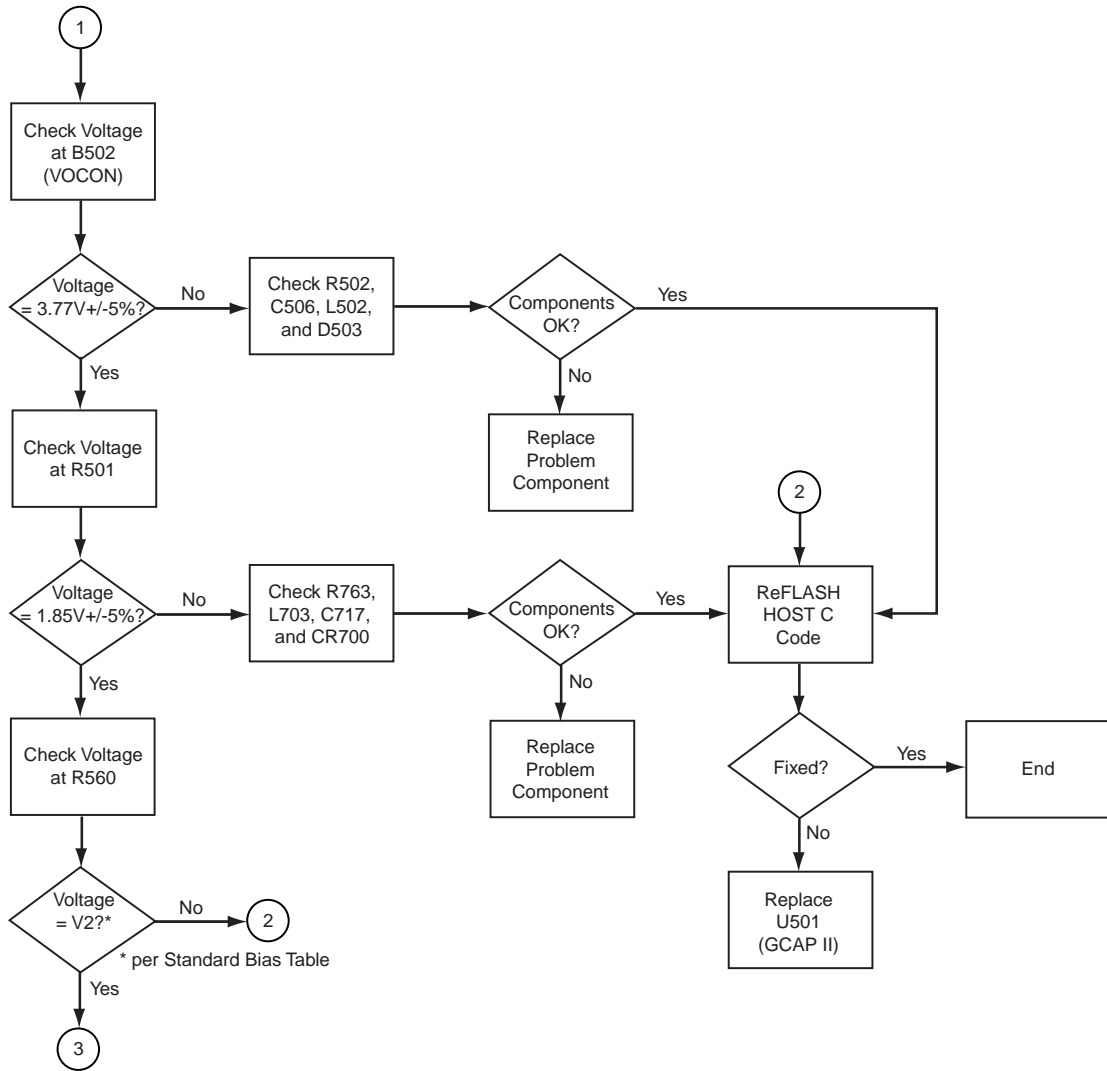 1
Check Voltage
at B502
(VOCON)
Voltage
= 3.77V+/-5%?
No
Yes
Check R502,
C506, L502,
and D503
Components
OK?
Yes
No
Replace
Problem
Component
Check Voltage
at R501
Voltage
= 1.85V+/-5%?
No
Yes
Check R763,
L703, C717,
and CR700
Components
OK?
Yes
No
Replace
Problem
Component
2
ReFLASH
HOST C
Code
Fixed?
Yes
End
No
Replace
U501
(GCAP II)
Check Voltage
at R560
Voltage
= V2?*
No
2
* per Standard Bias Table
Yes
3